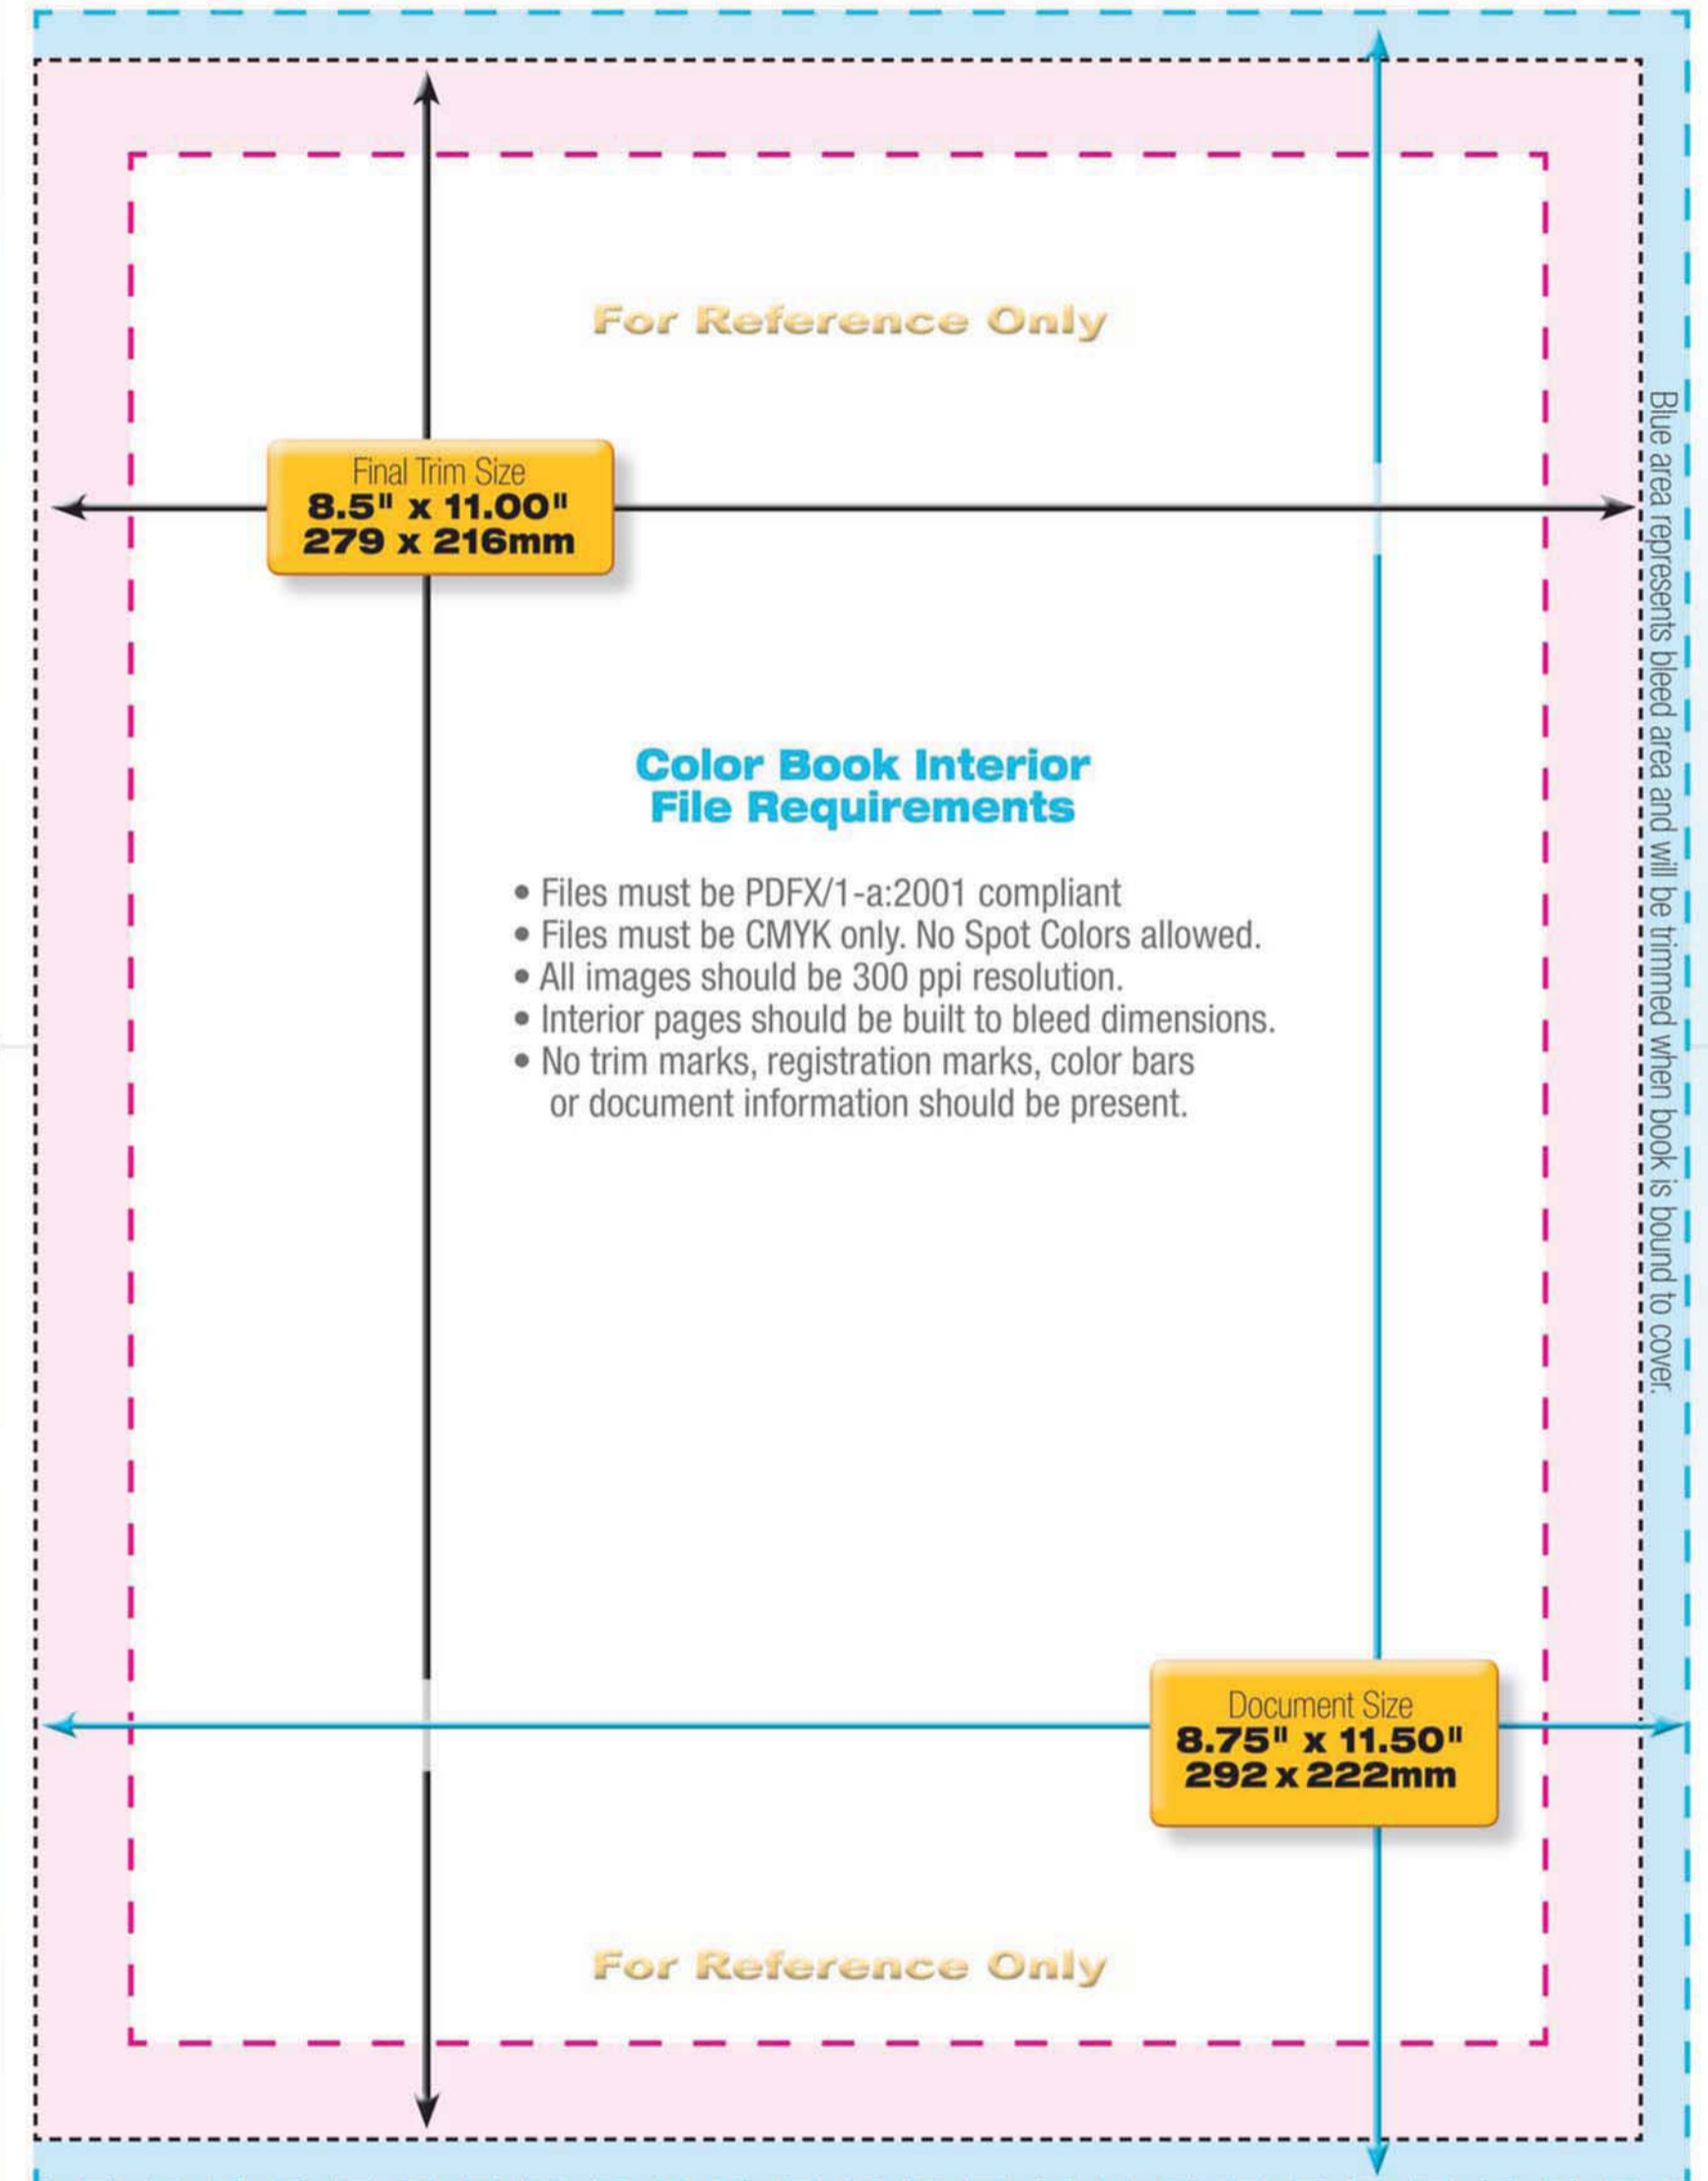 For Reference Only
Final Trim Size
8.5" x 11.00"
279 x 216mm
Color Book Interior
File Requirements
• Files must be PDFX/1-a:2001 compliant
• Files must be CMYK only. No Spot Colors allowed.
• All images should be 300 ppi resolution.
• Interior pages should be built to bleed dimensions.
• No trim marks, registration marks, color bars
or document information should be present.
Blue area represents bleed area and will be trimmed when book is bound to cover.
Document Size
8.75" x 11.50"
292 x 222mm
For Reference Only